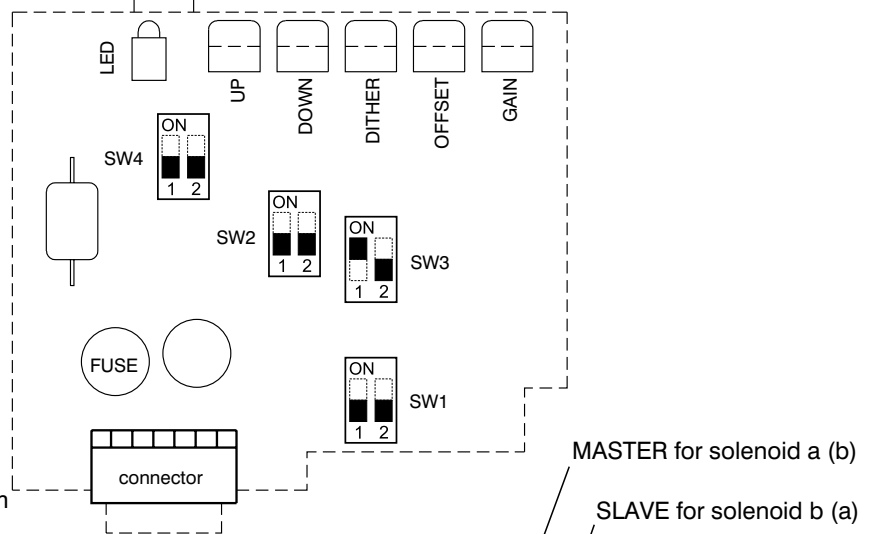 LED
UP
DOWN
DITHER
OFFSET
GAIN
ON
SW4
1 2
ON
SW2
1 2
ON
SW3
1 2
FUSE
ON
SW1
1 2
MASTER for solenoid a (b)
connector
SLAVE for solenoid b (a)